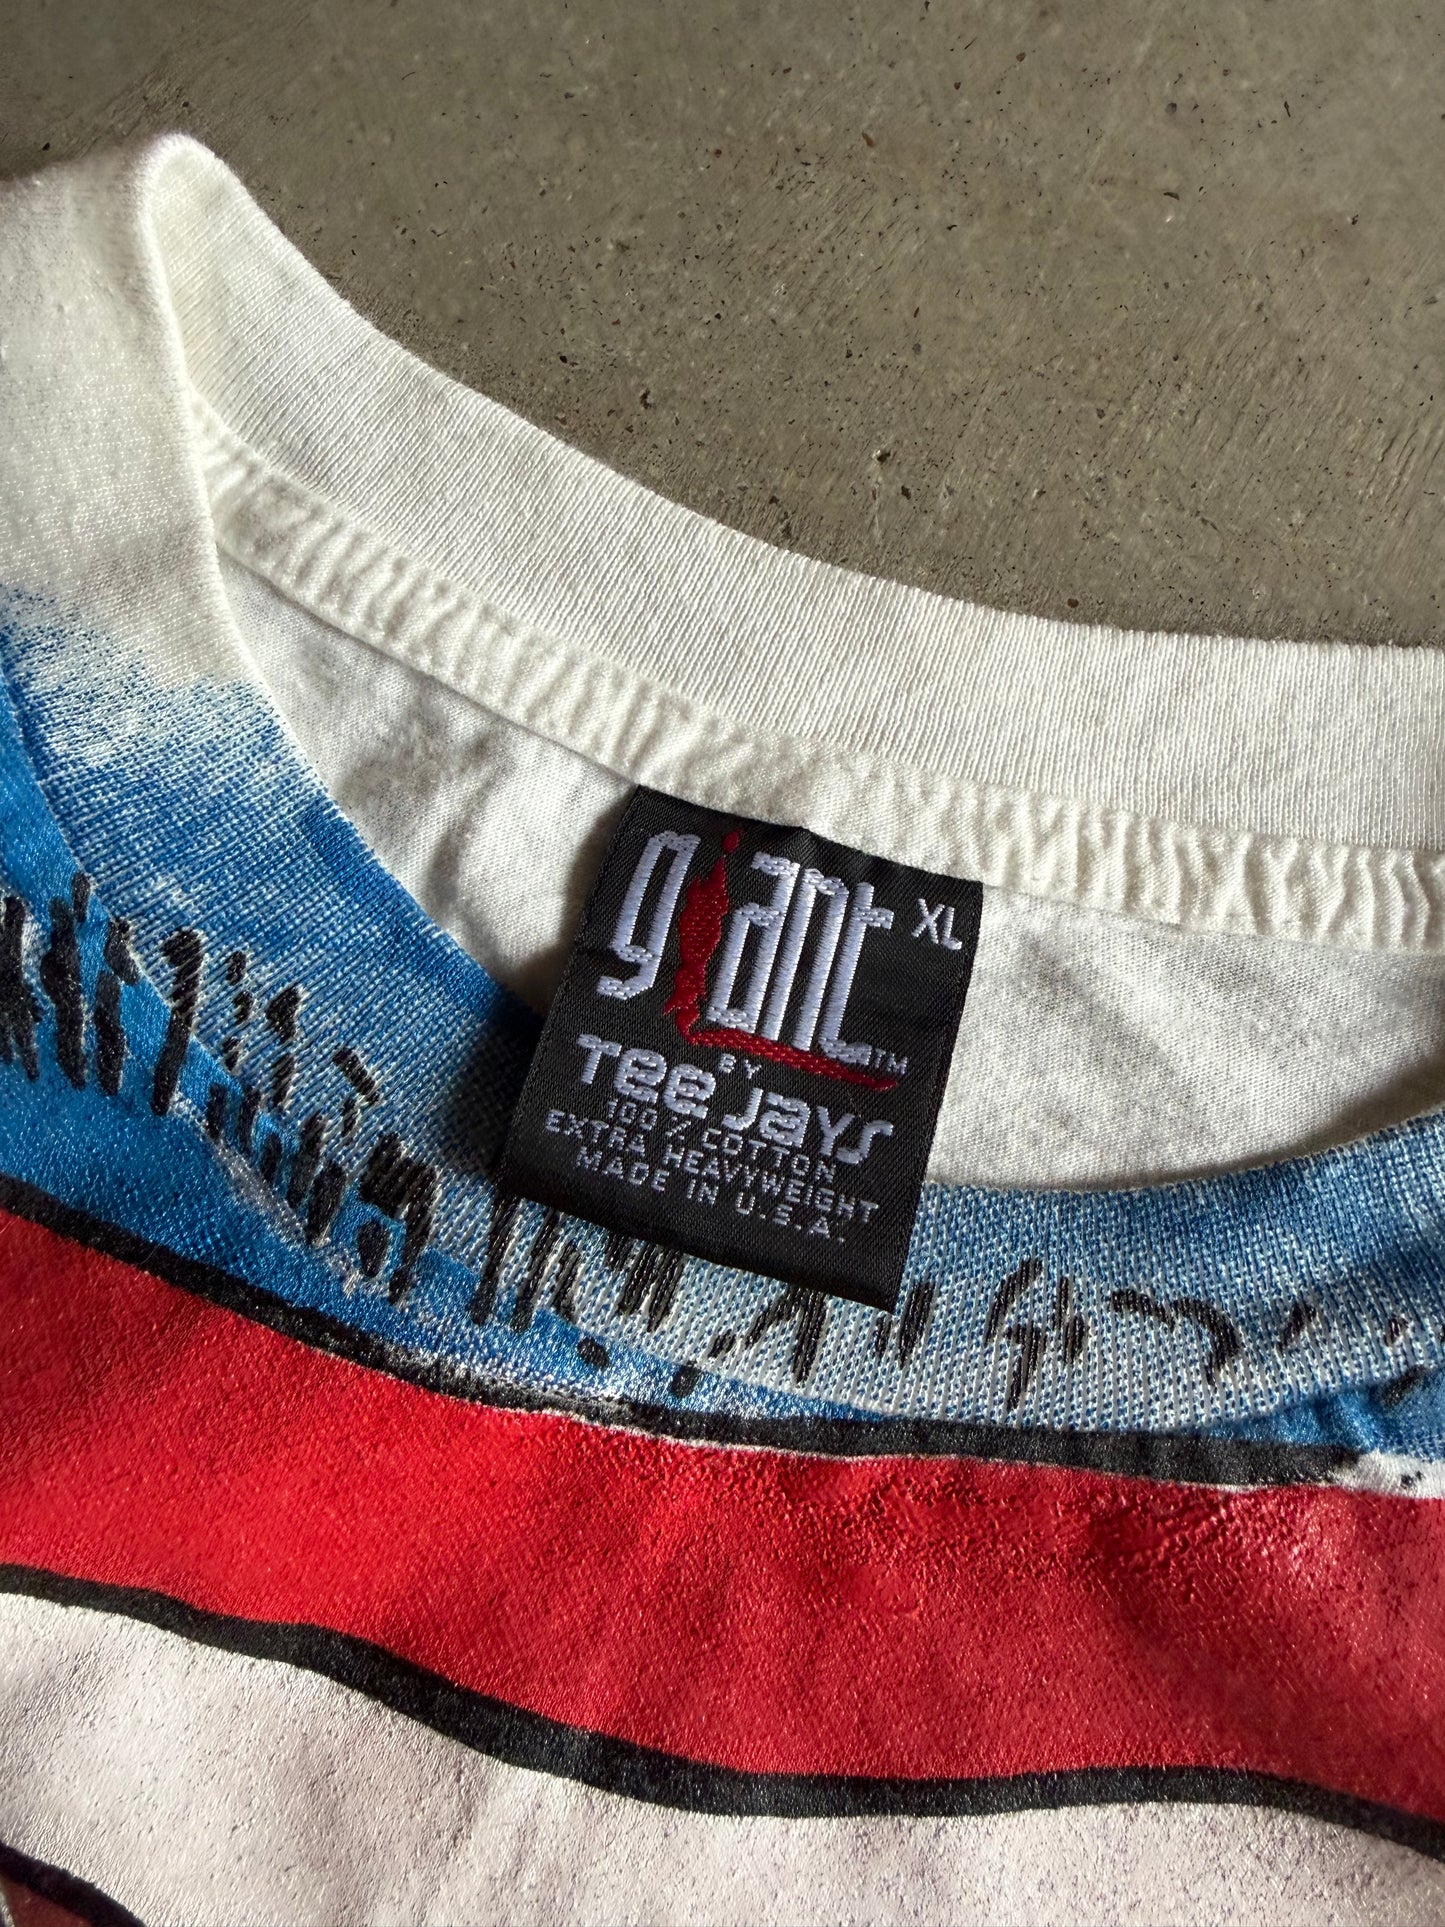 giant XL
TM
BY
Tee Jays
100% COTTON
EXTRA HEAVYWEIGHT
MADE IN U.S.A.